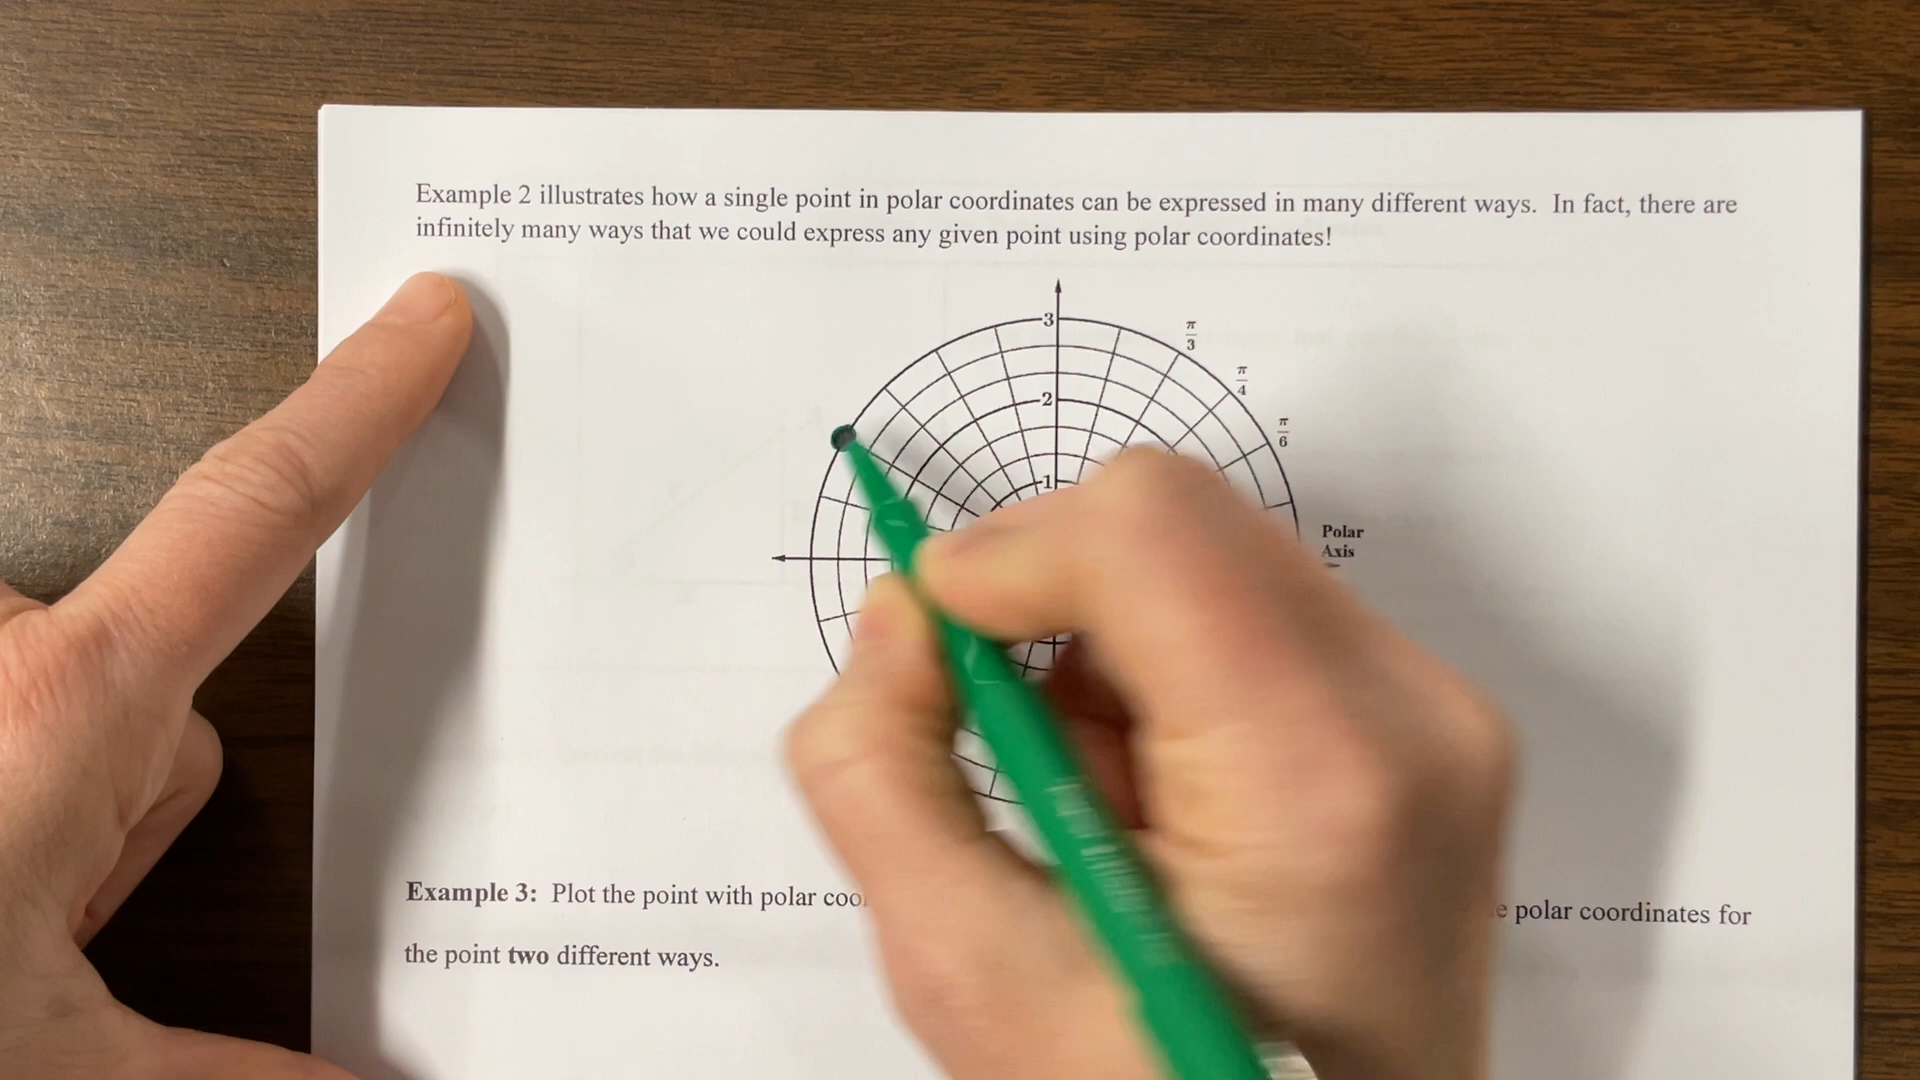 Example 2 illustrates how a single point in polar coordinates can be expressed in many different ways. In fact, there are
infinitely many ways that we could express any given point using polar coordinates!
3
π
3
π
4
2
π
6
1
Polar
Axis
Example 3: Plot the point with polar polar coordinates for
the point two different ways.